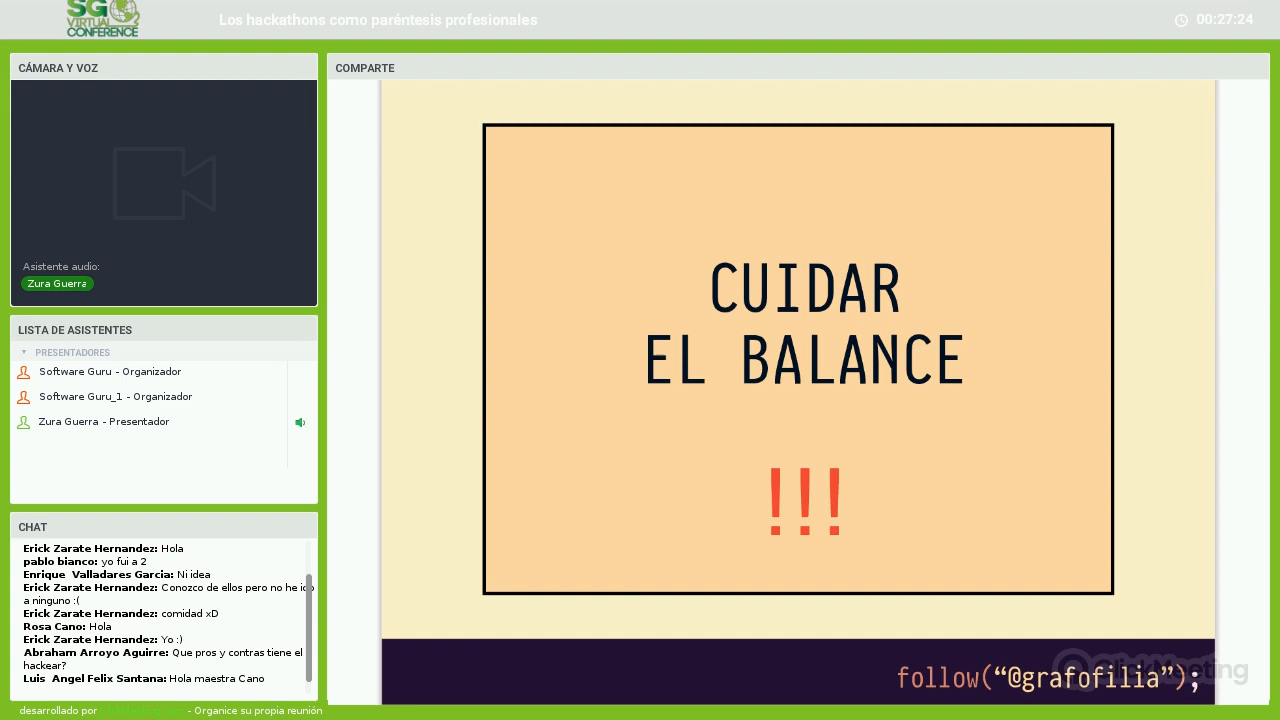 SG
VIRTUAL
CONFERENCE
Los hackathons como paréntesis profesionales
00:27:24
CÁMARA Y VOZ
Asistente audio:
Zura Guerra
LISTA DE ASISTENTES
PRESENTADORES
Software Guru - Organizador
Software Guru_1 - Organizador
Zura Guerra - Presentador
CHAT
Erick Zarate Hernandez: Hola
pablo bianco: yo fui a 2
Enrique Valladares Garcia: Ni idea
Erick Zarate Hernandez: Conozco de ellos pero no he ido
a ninguno :(
Erick Zarate Hernandez: comidad xD
Rosa Cano: Hola
Erick Zarate Hernandez: Yo :)
Abraham Arroyo Aguirre: Que pros y contras tiene el
hackear?
Luis Angel Felix Santana: Hola maestra Cano
desarrollado por - Organice su propia reunión
COMPARTE
CUIDAR
EL BALANCE
!!!
follow(“@grafofilia”);
ClickMeeting